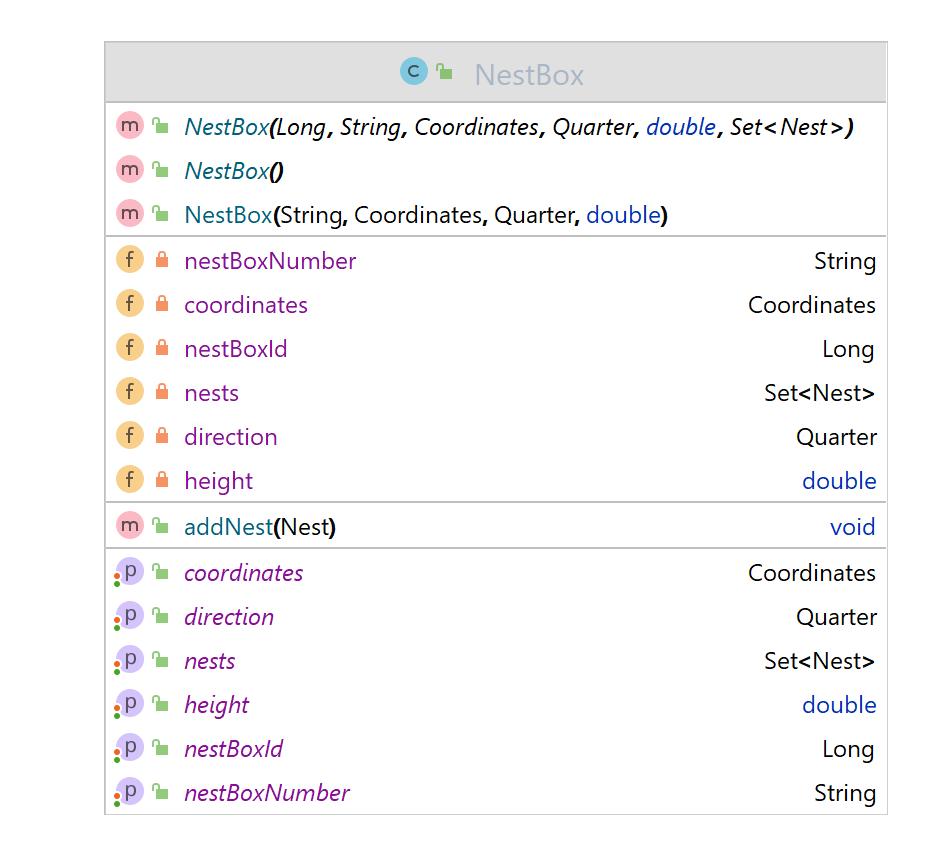 C NestBox
m NestBox(Long, String, Coordinates, Quarter, double, Set<Nest>)
m NestBox()
m NestBox(String, Coordinates, Quarter, double)
f nestBoxNumber String
f coordinates Coordinates
f nestBoxId Long
f nests Set<Nest>
f direction Quarter
f height double
m addNest(Nest) void
p coordinates Coordinates
p direction Quarter
p nests Set<Nest>
p height double
p nestBoxId Long
p nestBoxNumber String